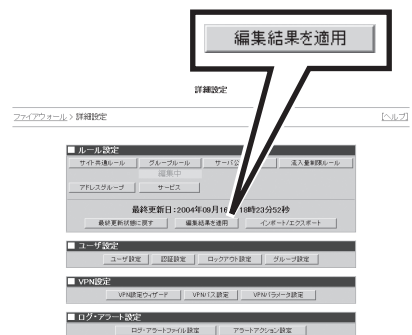 編集結果を適用
詳細設定
ファイアウォール > 詳細設定 [ヘルプ]
■ ルール設定
サイト共通ルール グループルール サーバ公 流入量制限ルール
編集中
アドレスグループ サービス
最終更新日:2004年09月16 18時23分52秒
最終更新状態に戻す 編集結果を適用 インポート/エクスポート
■ ユーザ設定
ユーザ設定 認証設定 ロックアウト設定 グループ設定
■ VPN設定
VPN設定ウィザード VPNパス設定 VPNパラメータ設定
■ ログ・アラート設定
ログ・アラートファイル設定 アラートアクション設定